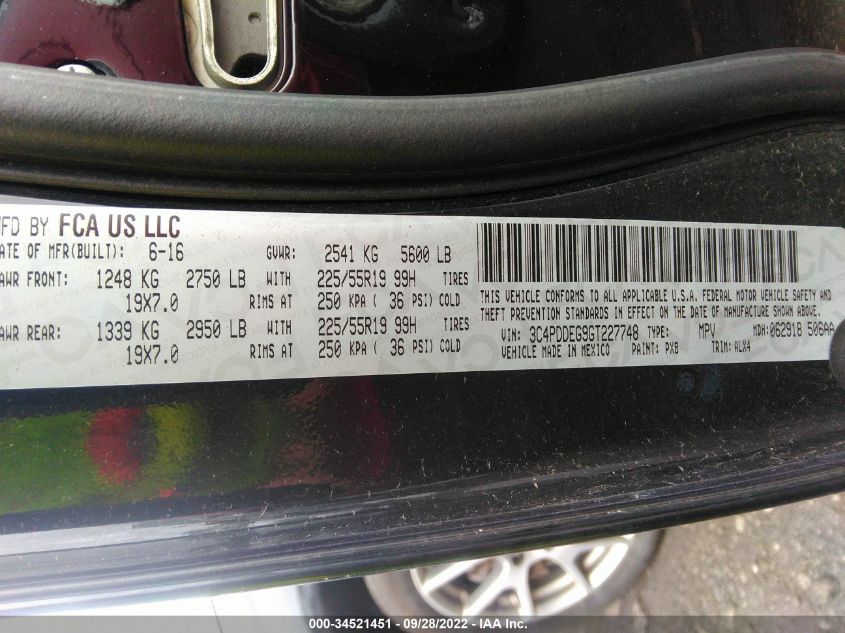 MFD BY FCA US LLC
DATE OF MFR(BUILT): 6-16 GVWR: 2541 KG 5600 LB
AWR FRONT: 1248 KG 2750 LB WITH 225/55R19 99H TIRES
19X7.0 RIMS AT 250 KPA ( 36 PSI) COLD
AWR REAR: 1339 KG 2950 LB WITH 225/55R19 99H TIRES
19X7.0 RIMS AT 250 KPA ( 36 PSI) COLD
THIS VEHICLE CONFORMS TO ALL APPLICABLE U.S.A. FEDERAL MOTOR VEHICLE SAFETY AND
THEFT PREVENTION STANDARDS IN EFFECT ON THE DATE OF MANUFACTURE SHOWN ABOVE.
VIN: 3C4PDDEG9GT227748 TYPE: MPV MDH: 062918 506AA
VEHICLE MADE IN MEXICO PAINT: PXB TRIM: ALX4
000-34521451 - 09/28/2022 - IAA Inc.